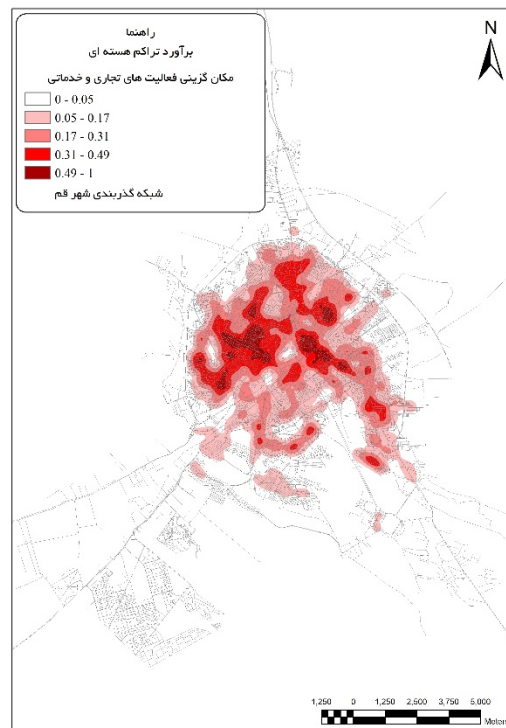 راهنما
برآورد تراکم هسته ای
مکان گزینی فعالیت های تجاری و خدماتی
0 - 0.05
0.05 - 0.17
0.17 - 0.31
0.31 - 0.49
0.49 - 1
شبکه گذربندی شهر قم
N
1,250 0 1,250 2,500 3,750 5,000
Meters